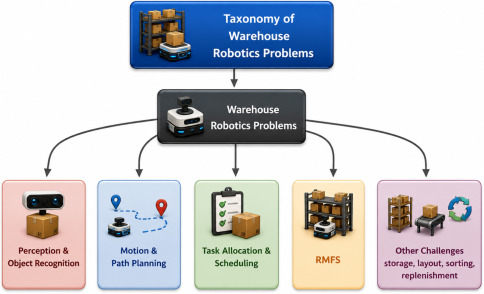 Taxonomy of
Warehouse
Robotics Problems
Warehouse
Robotics Problems
Perception &
Object Recognition
Motion &
Path Planning
Task Allocation &
Scheduling
RMFS
Other Challenges
storage, layout, sorting,
replenishment